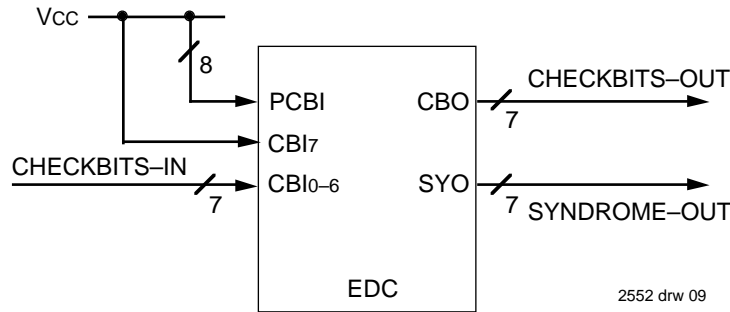 VCC
8
PCBI
CBO
CHECKBITS–OUT
7
CBI7
CHECKBITS–IN
7
CBI0–6
SYO
7
SYNDROME–OUT
EDC
2552 drw 09